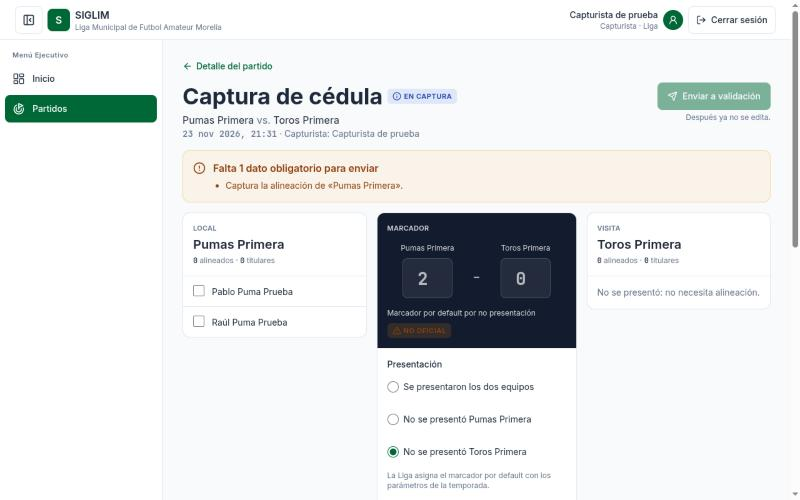 S
SIGLIM
Liga Municipal de Futbol Amateur Morelia
Capturista de prueba
Capturista · Liga
Cerrar sesión
Menú Ejecutivo
Inicio
Partidos
Detalle del partido
Captura de cédula
EN CAPTURA
Pumas Primera vs. Toros Primera
23 nov 2026, 21:31 · Capturista: Capturista de prueba
Enviar a validación
Después ya no se edita.
Falta 1 dato obligatorio para enviar
• Captura la alineación de «Pumas Primera».
LOCAL
Pumas Primera
0 alineados · 0 titulares
Pablo Puma Prueba
Raúl Puma Prueba
MARCADOR
Pumas Primera
Toros Primera
2 - 0
Marcador por default por no presentación
NO OFICIAL
Presentación
Se presentaron los dos equipos
No se presentó Pumas Primera
No se presentó Toros Primera
La Liga asigna el marcador por default con los
parámetros de la temporada.
VISITA
Toros Primera
0 alineados · 0 titulares
No se presentó: no necesita alineación.